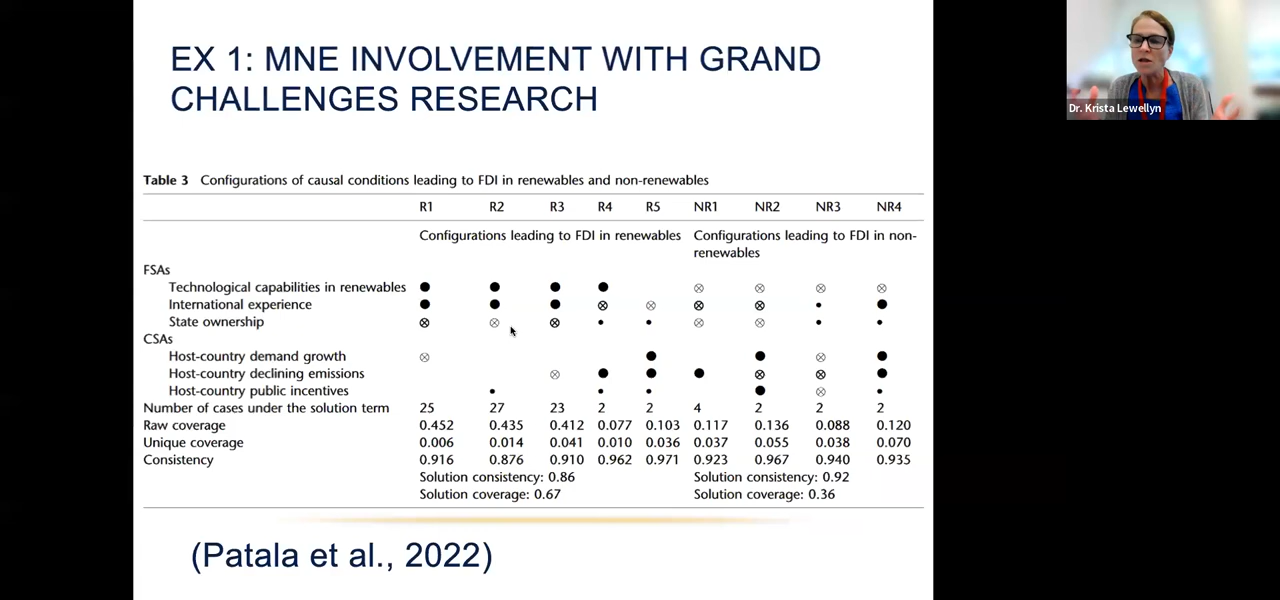 EX 1: MNE INVOLVEMENT WITH GRAND
CHALLENGES RESEARCH
Dr. Krista Lewellyn
Table 3 Configurations of causal conditions leading to FDI in renewables and non-renewables
R1 R2 R3 R4 R5 NR1 NR2 NR3 NR4
Configurations leading to FDI in renewables Configurations leading to FDI in non-
renewables
FSAs
Technological capabilities in renewables ● ● ● ● ⊗ ⊗ ⊗ ⊗
International experience ● ● ● ⊗ ⊗ ⊗ ⊗ • ●
State ownership ⊗ ⊗ ⊗ • • ⊗ ⊗ • •
CSAs
Host-country demand growth ⊗ ● ● ⊗ ●
Host-country declining emissions ⊗ ● ● ● ⊗ ⊗ ●
Host-country public incentives • • • ● ⊗ •
Number of cases under the solution term 25 27 23 2 2 4 2 2 2
Raw coverage 0.452 0.435 0.412 0.077 0.103 0.117 0.136 0.088 0.120
Unique coverage 0.006 0.014 0.041 0.010 0.036 0.037 0.055 0.038 0.070
Consistency 0.916 0.876 0.910 0.962 0.971 0.923 0.967 0.940 0.935
Solution consistency: 0.86 Solution consistency: 0.92
Solution coverage: 0.67 Solution coverage: 0.36
(Patala et al., 2022)